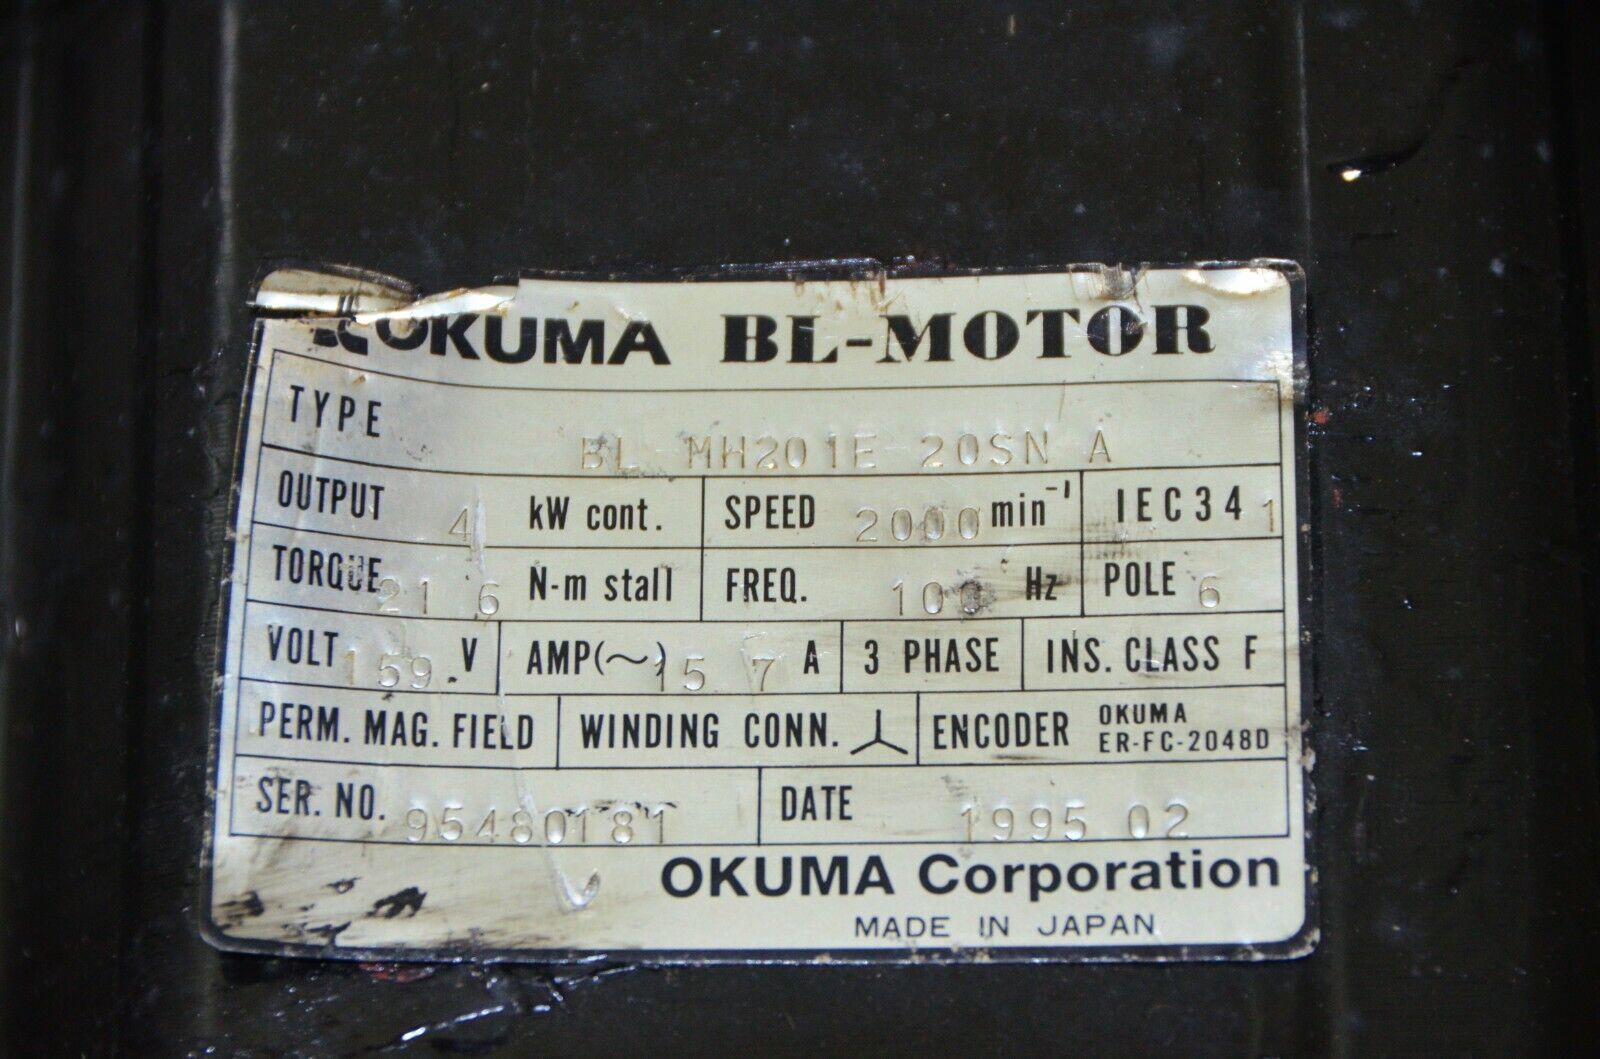 OKUMA BL-MOTOR
TYPE BL MH201E 20SN A
OUTPUT 4 kW cont. SPEED 2000 min⁻¹ IEC34 1
TORQUE 21 6 N-m stall FREQ. 100 Hz POLE 6
VOLT 159 V AMP(~) 15 7 A 3 PHASE INS. CLASS F
PERM. MAG. FIELD WINDING CONN. ENCODER OKUMA
ER-FC-2048D
SER. NO. 95480181 DATE 1995 02
OKUMA Corporation
MADE IN JAPAN